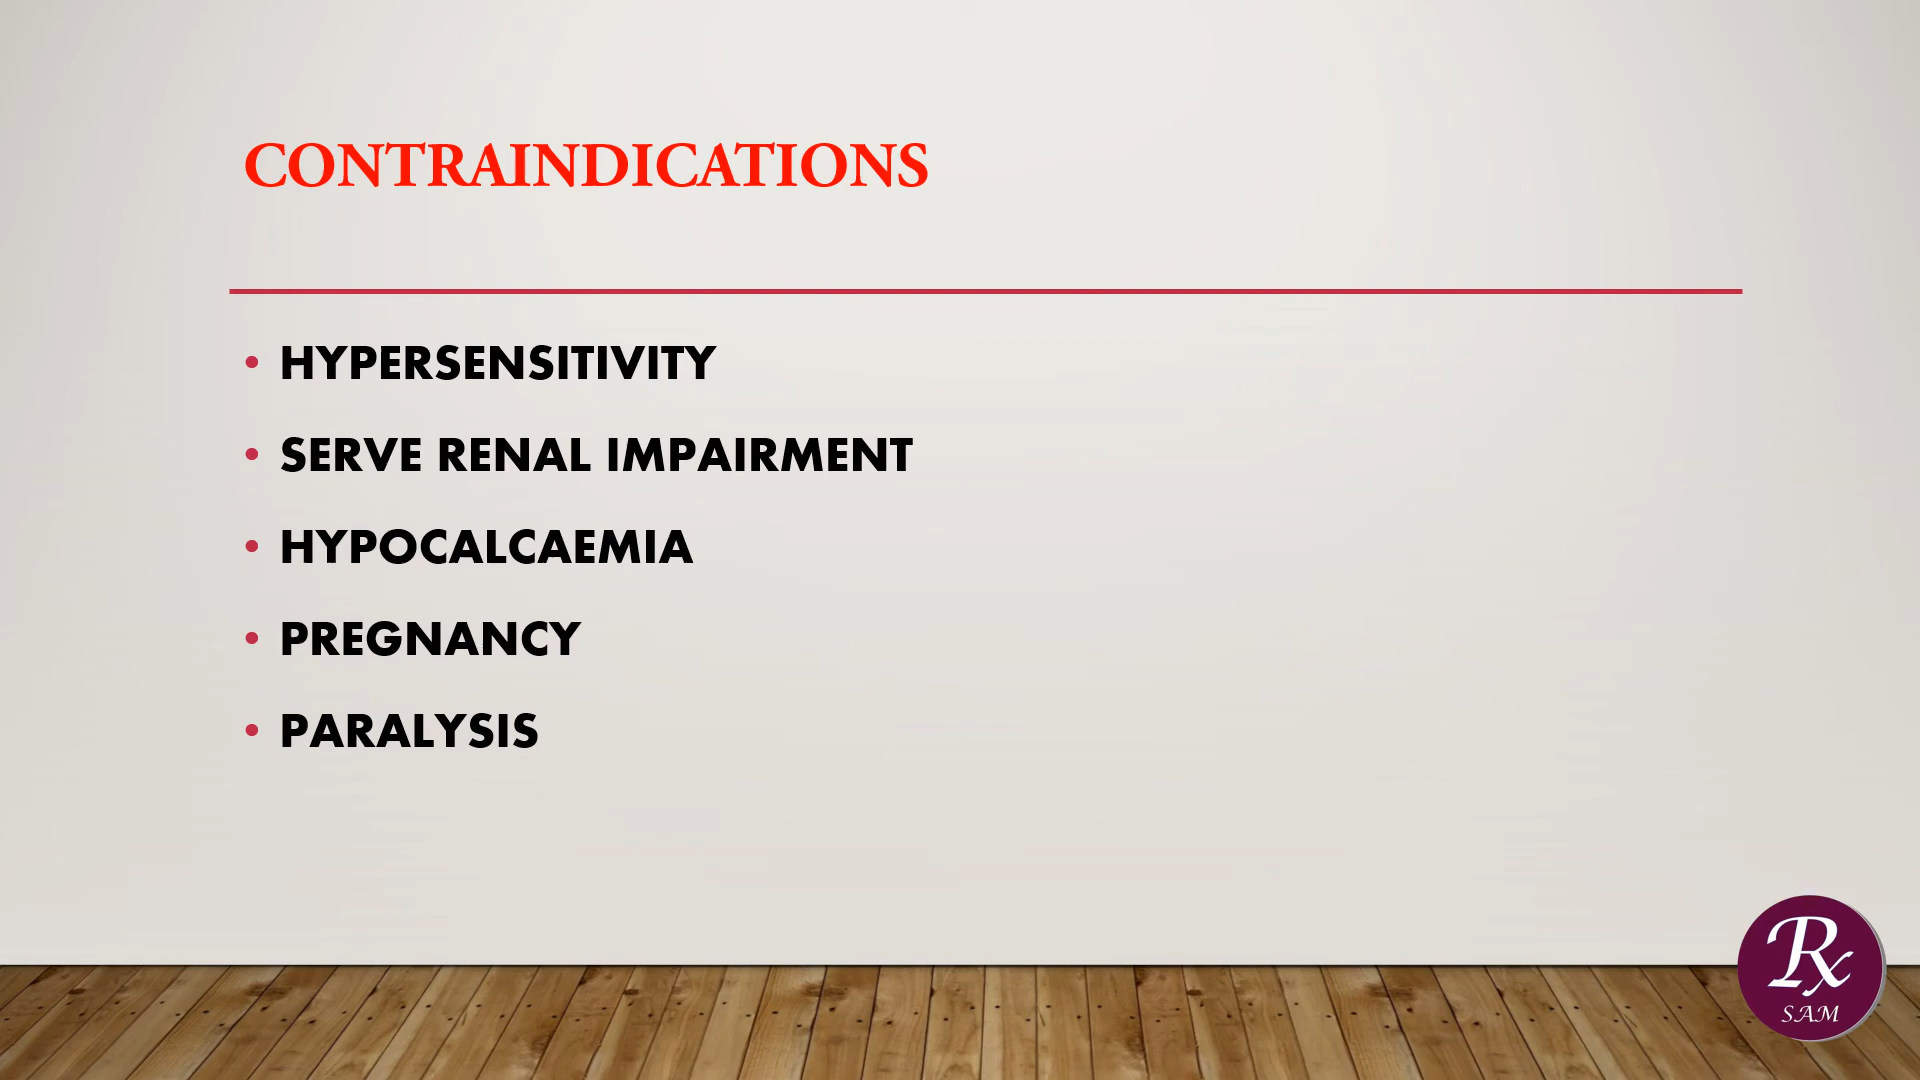 CONTRAINDICATIONS
• HYPERSENSITIVITY
• SERVE RENAL IMPAIRMENT
• HYPOCALCAEMIA
• PREGNANCY
• PARALYSIS
Rx
SAM